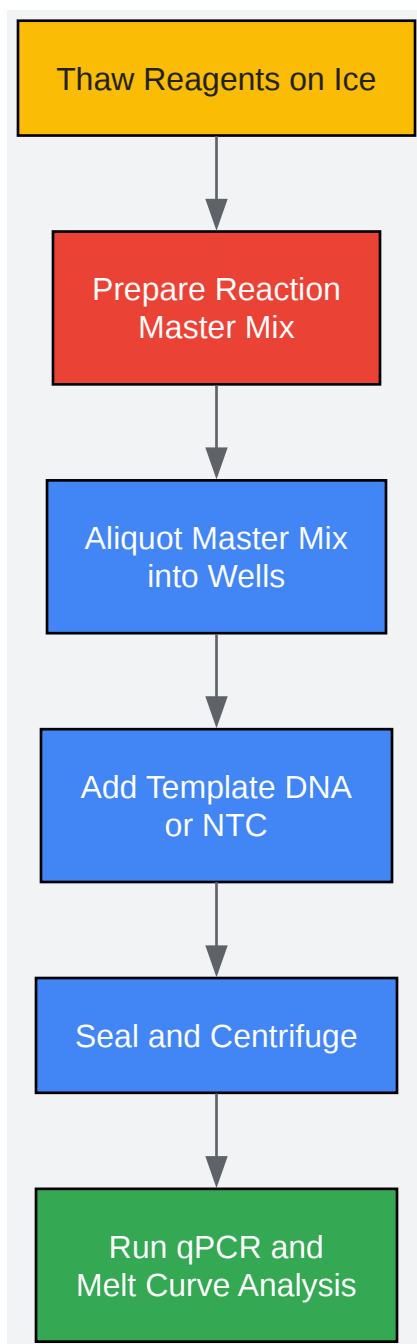 Thaw Reagents on Ice
Prepare Reaction
Master Mix
Aliquot Master Mix
into Wells
Add Template DNA
or NTC
Seal and Centrifuge
Run qPCR and
Melt Curve Analysis